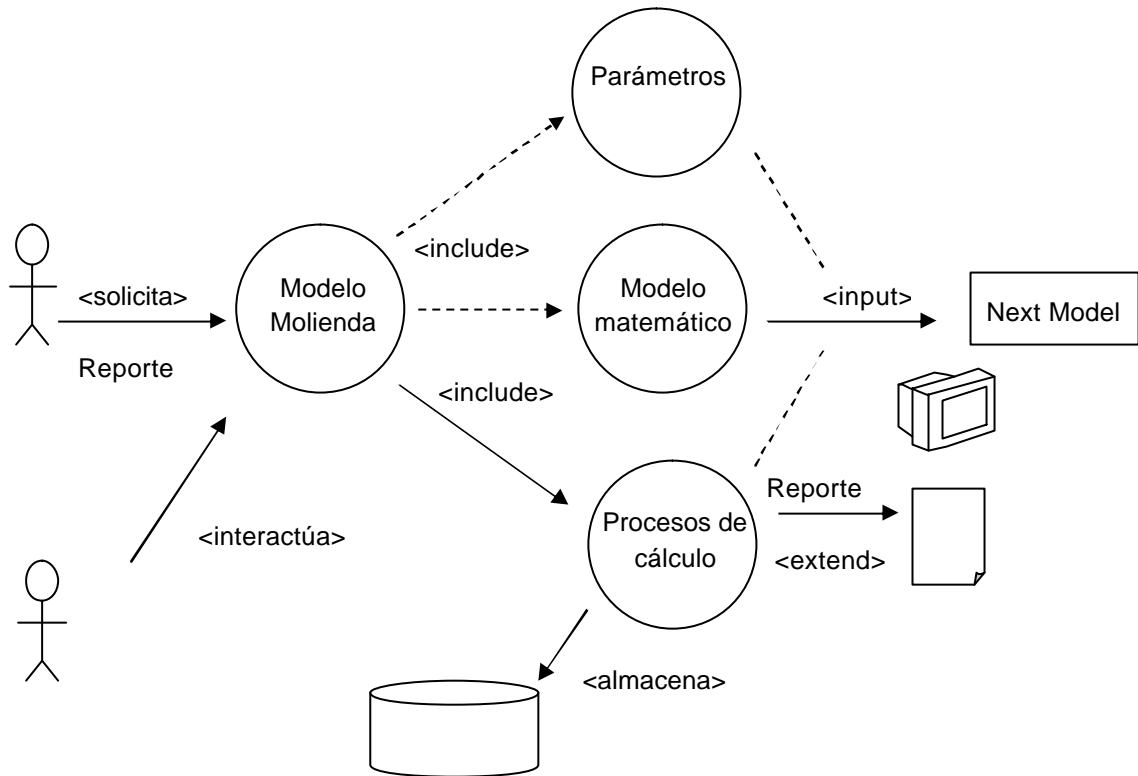 Parámetros
<include>
<solicita>
Modelo
Molienda
Modelo
matemático
<input>
Next Model
Reporte
<include>
Reporte
<interactúa>
Procesos de
cálculo
<extend>
<almacena>